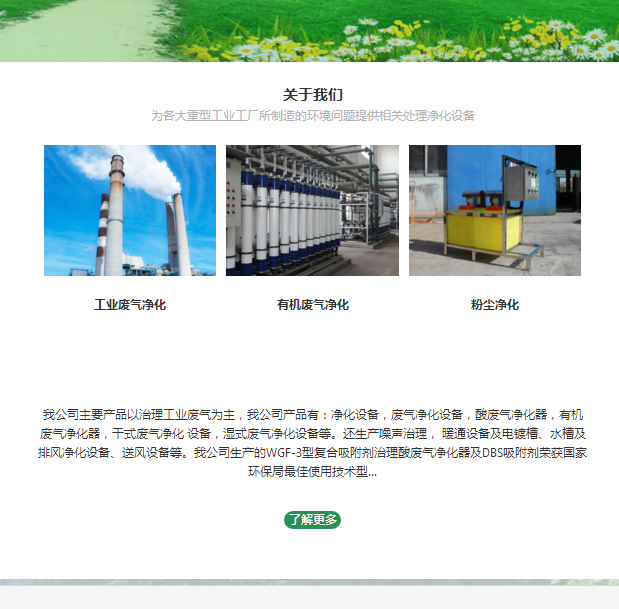 关于我们
为各大重型工业工厂所制造的环境问题提供相关处理净化设备
工业废气净化
有机废气净化
粉尘净化
我公司主要产品以治理工业废气为主，我公司产品有：净化设备，废气净化设备，酸废气净化器，有机
废气净化器，干式废气净化 设备，湿式废气净化设备等。还生产噪声治理， 暖通设备及电镀槽、水槽及
排风净化设备、送风设备等。我公司生产的WGF-3型复合吸附剂治理酸废气净化器及DBS吸附剂荣获国家
环保局最佳使用技术型...
了解更多